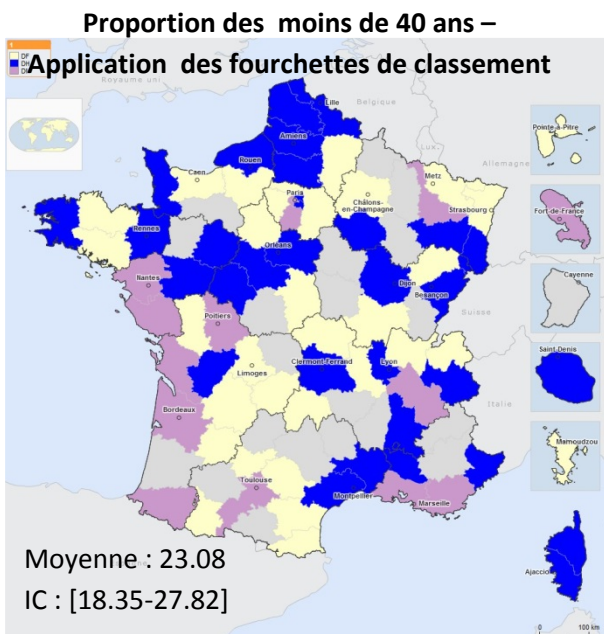 Proportion des moins de 40 ans –
Application des fourchettes de classement
1
Royaume uni
Belgique
Lille
Amiens
Rouen
Lux.
Allemagne
Pointe-à-Pitre
Caen
Paris
Metz
Châlons-
en-Champagne
Strasbourg
Fort-de-France
Rennes
Orléans
Cayenne
Nantes
Dijon
Besançon
Suisse
Poitiers
Saint-Denis
Clermont-Ferrand
Lyon
Limoges
Italie
Bordeaux
Mamoudzou
Toulouse
Montpellier
Marseille
Moyenne : 23.08
IC : [18.35-27.82]
Ajaccio
0 100 km